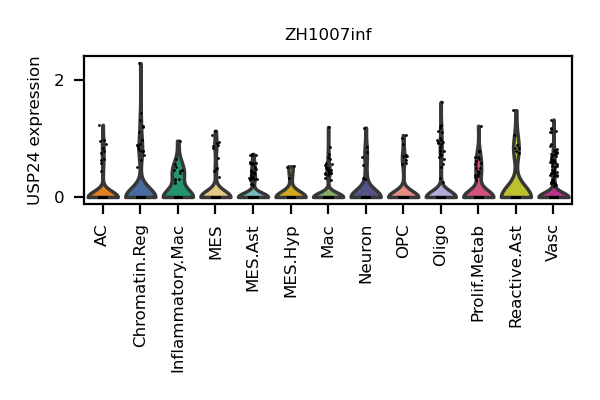 ZH1007inf
USP24 expression
2
0
AC
Chromatin.Reg
Inflammatory.Mac
MES
MES.Ast
MES.Hyp
Mac
Neuron
OPC
Oligo
Prolif.Metab
Reactive.Ast
Vasc